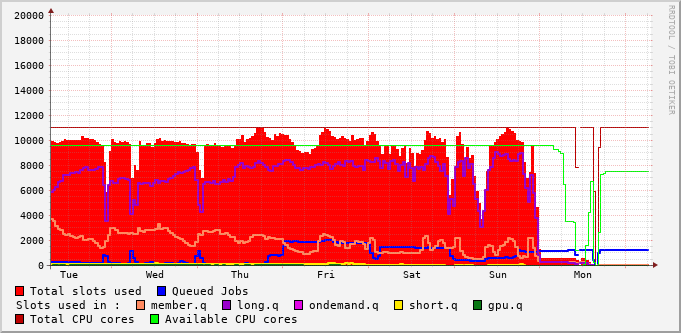 20000
18000
16000
14000
12000
10000
8000
6000
4000
2000
0
Tue Wed Thu Fri Sat Sun Mon
RRDTOOL / TOBI OETIKER
Total slots used Queued Jobs
Slots used in : member.q long.q ondemand.q short.q gpu.q
Total CPU cores Available CPU cores